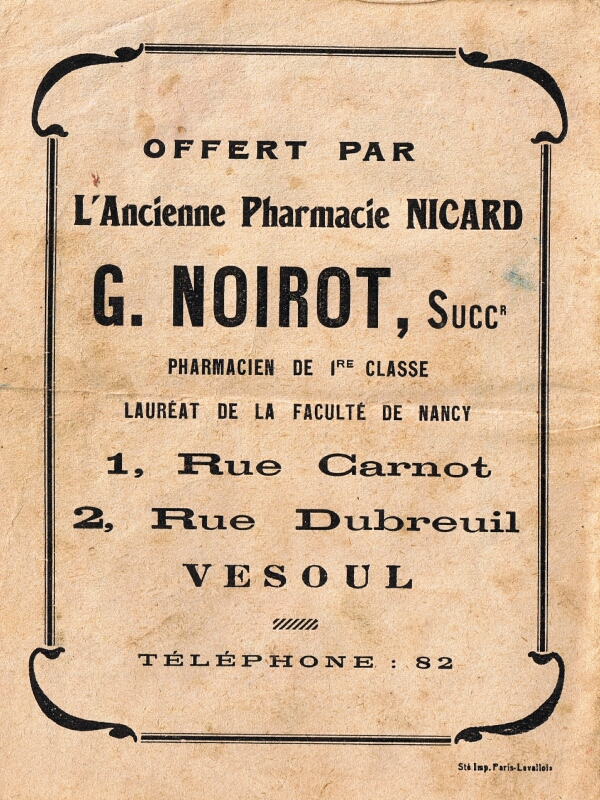 OFFERT PAR
L'Ancienne Pharmacie NICARD
G. NOIROT, Succʳ
PHARMACIEN DE 1ᴿᴱ CLASSE
LAURÉAT DE LA FACULTÉ DE NANCY
1, Rue Carnot
2, Rue Dubreuil
VESOUL
TÉLÉPHONE : 82
Sté Imp. Paris-Levallois